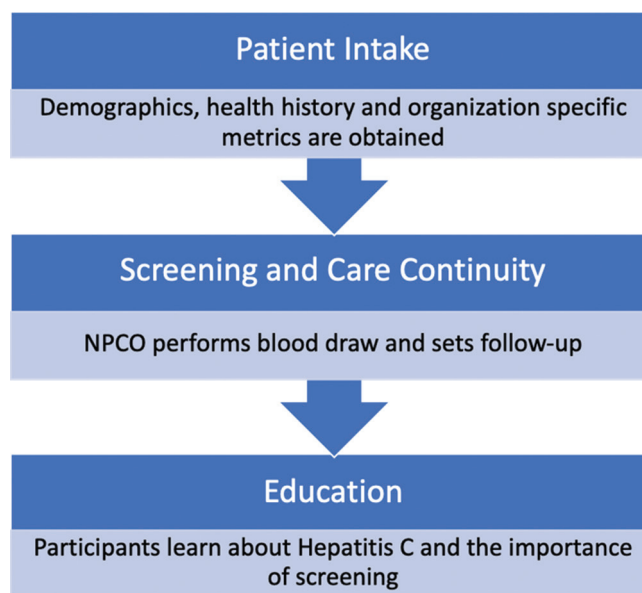 Patient Intake
Demographics, health history and organization specific
metrics are obtained
Screening and Care Continuity
NPCO performs blood draw and sets follow-up
Education
Participants learn about Hepatitis C and the importance
of screening